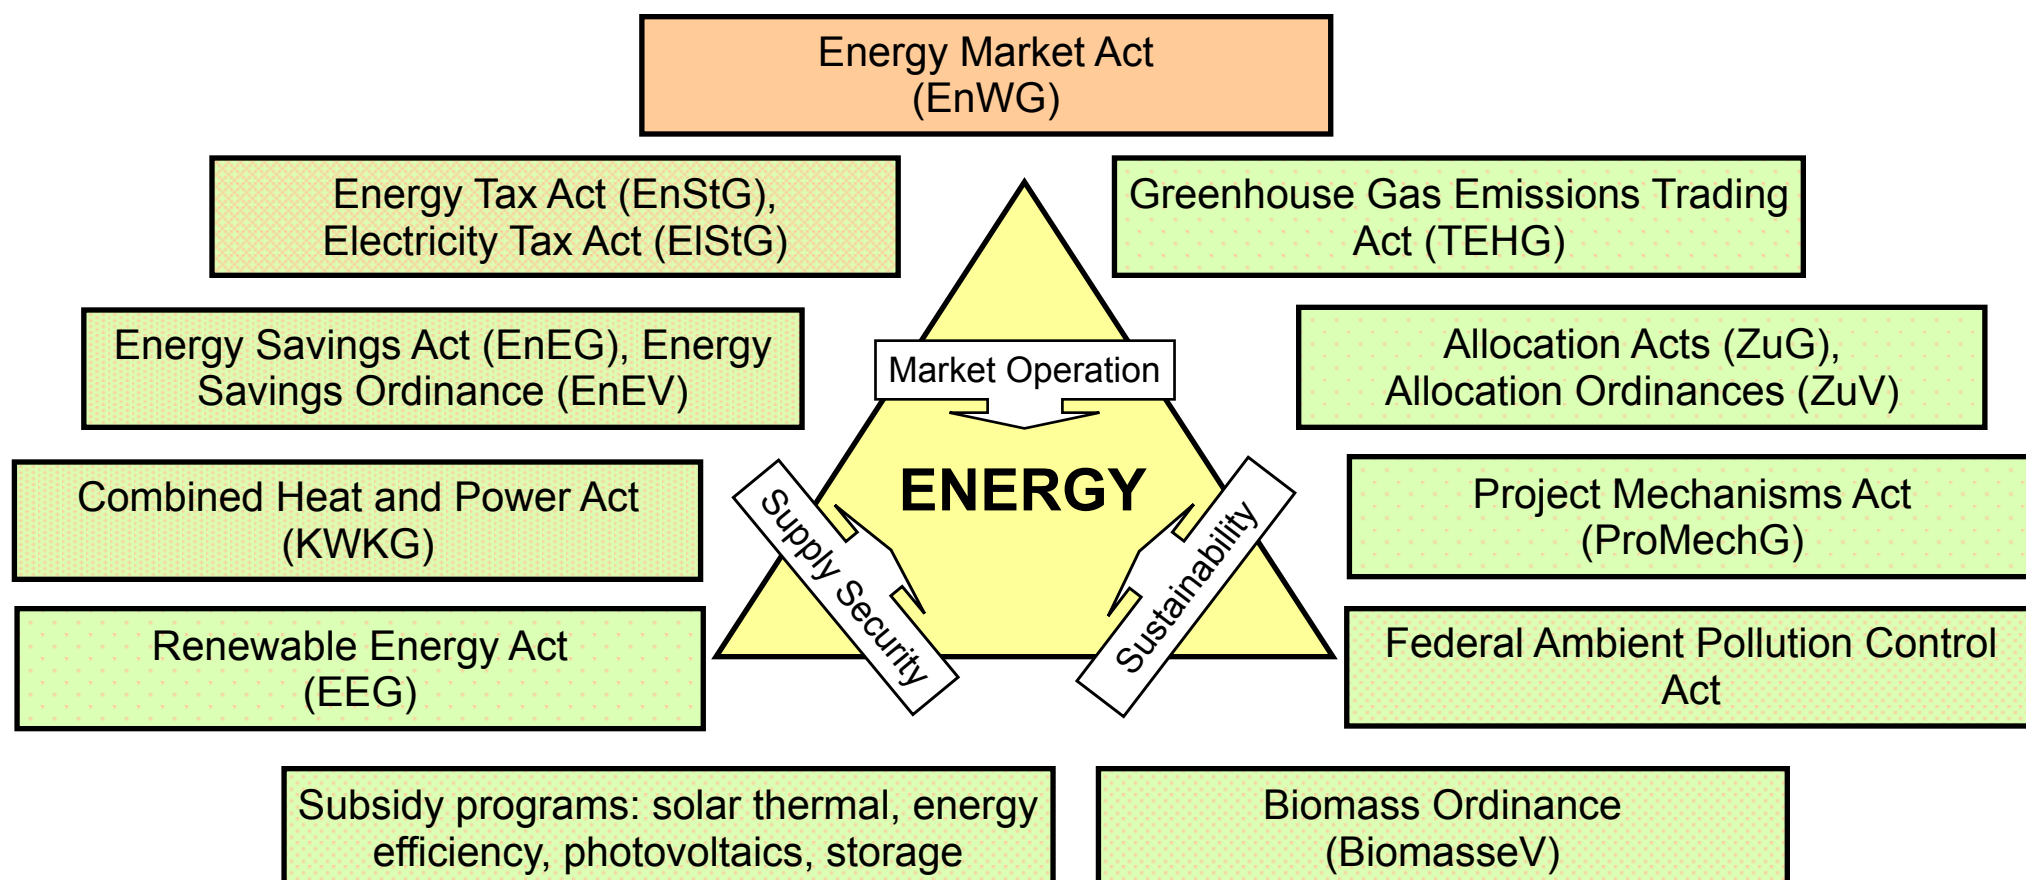 Energy Market Act
(EnWG)
Energy Tax Act (EnStG),
Electricity Tax Act (ElStG)
Greenhouse Gas Emissions Trading
Act (TEHG)
Energy Savings Act (EnEG), Energy
Savings Ordinance (EnEV)
Market Operation
Allocation Acts (ZuG),
Allocation Ordinances (ZuV)
Combined Heat and Power Act
(KWKG)
ENERGY
Supply Security
Sustainability
Project Mechanisms Act
(ProMechG)
Renewable Energy Act
(EEG)
Federal Ambient Pollution Control
Act
Subsidy programs: solar thermal, energy
efficiency, photovoltaics, storage
Biomass Ordinance
(BiomasseV)